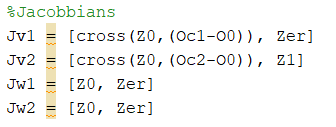 %Jacobbians
Jv1 = [cross(Z0,(Oc1-O0)), Zer]
Jv2 = [cross(Z0,(Oc2-O0)), Z1]
Jw1 = [Z0, Zer]
Jw2 = [Z0, Zer]